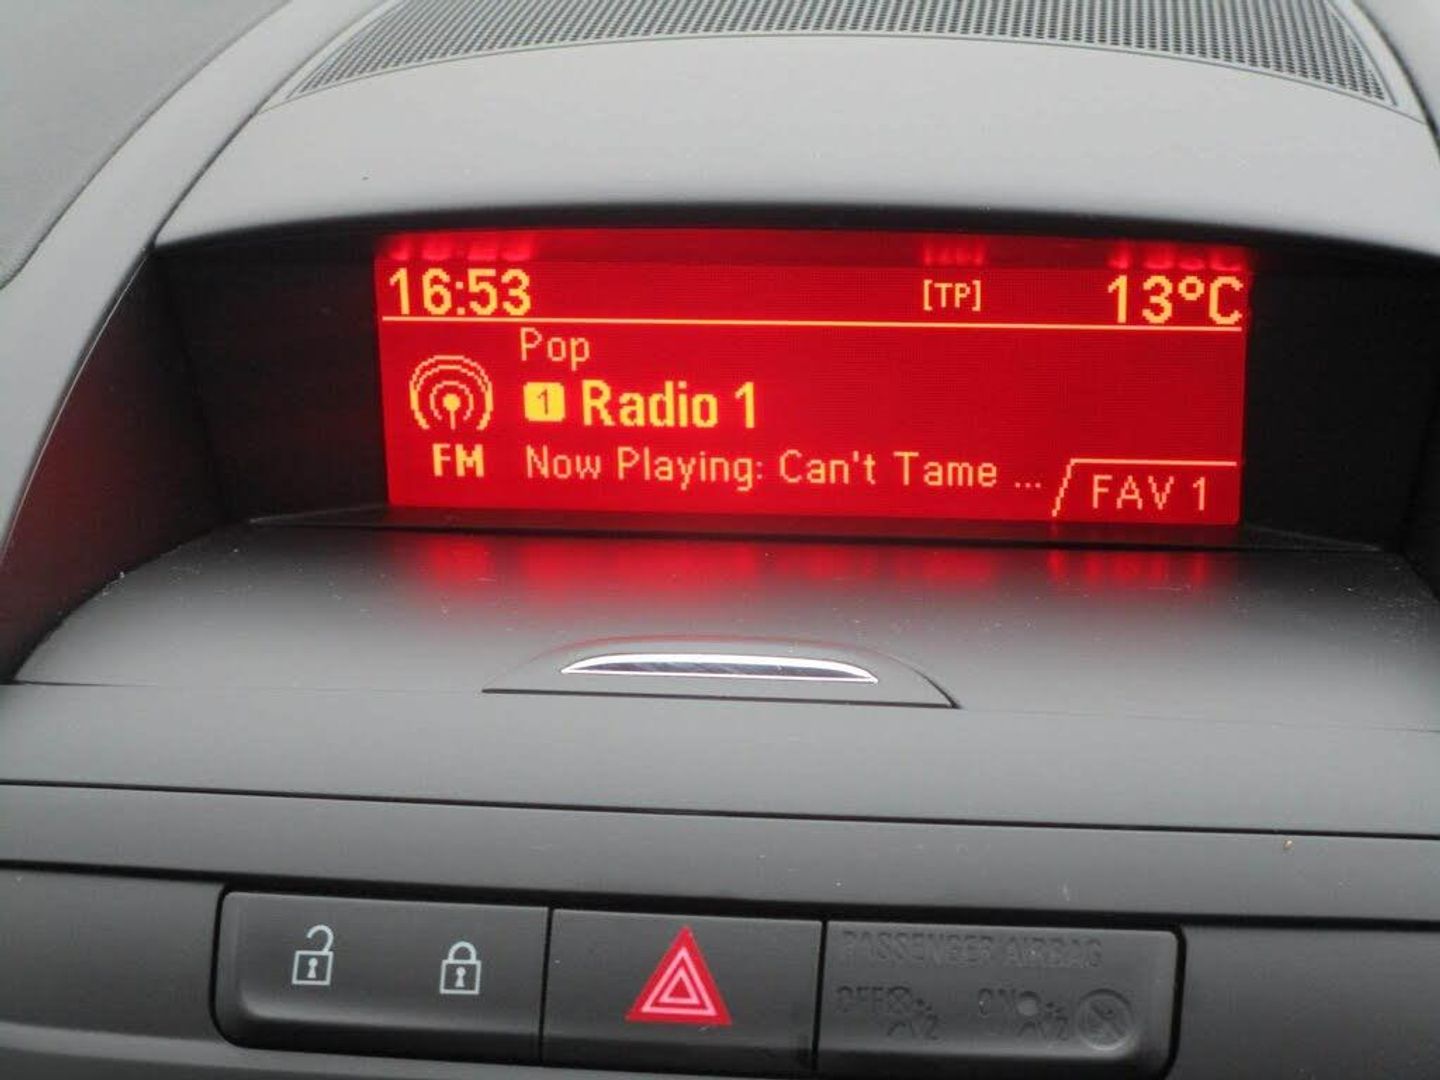 16:53 [TP] 13°C
Pop
1 Radio 1
FM Now Playing: Can't Tame ...
FAV 1
PASSENGER AIRBAG
OFF ON